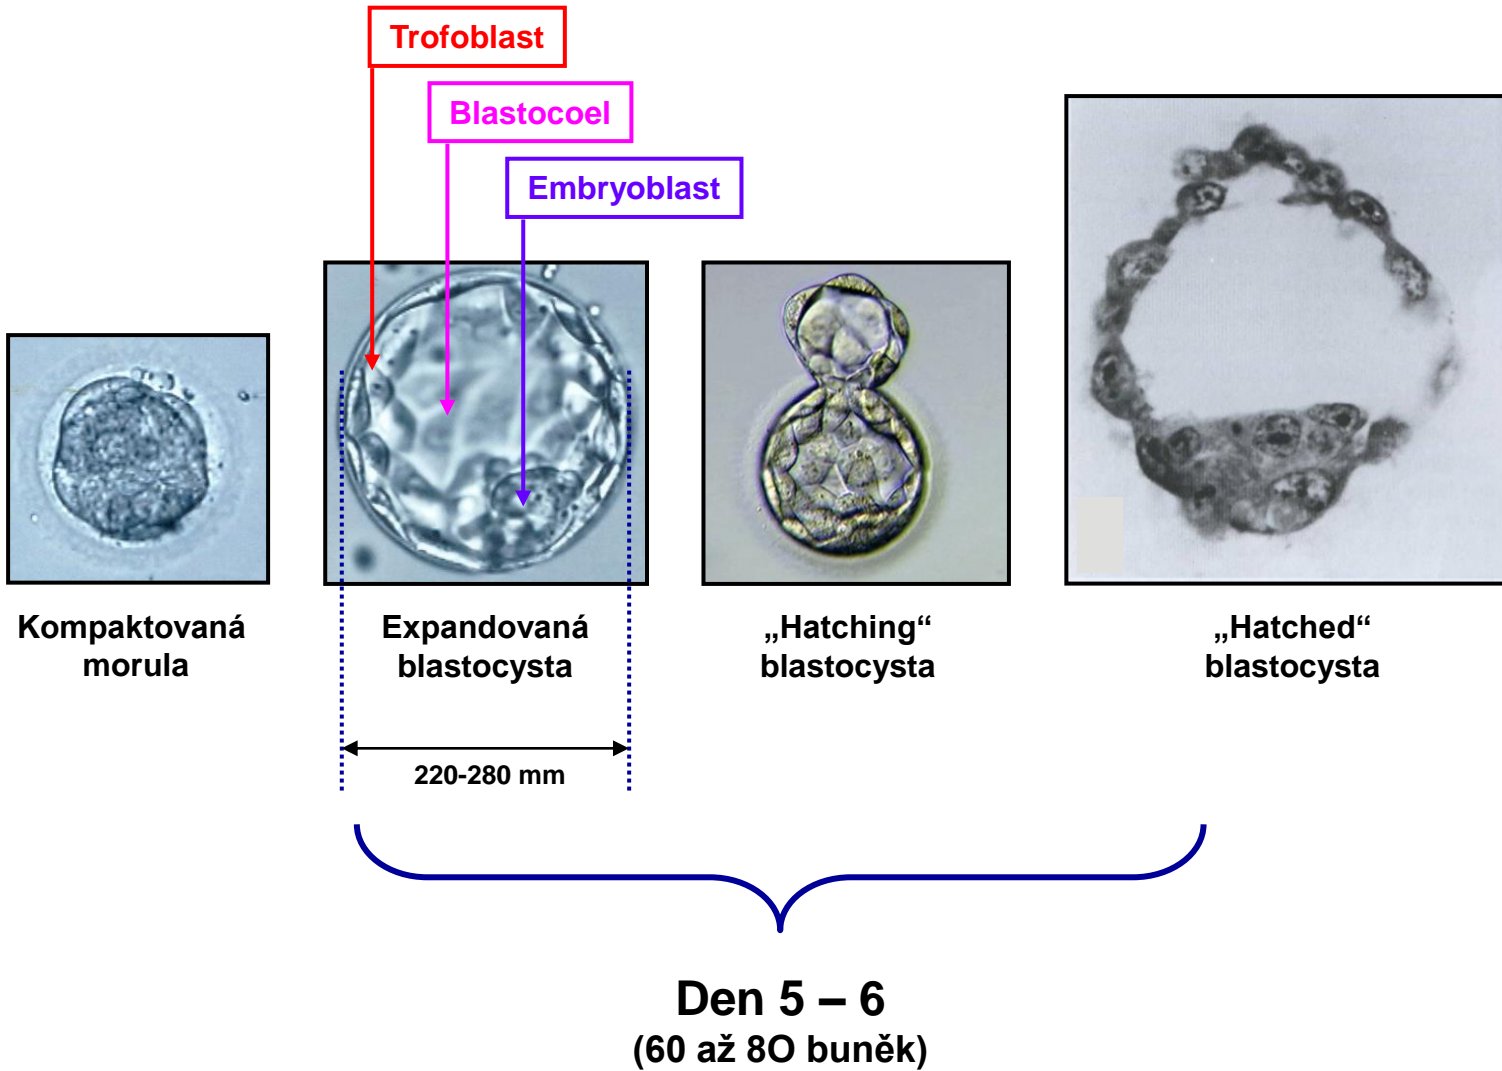 Trofoblast
Blastocoel
Embryoblast
Kompaktovaná
morula
Expandovaná
blastocysta
„Hatching“
blastocysta
„Hatched“
blastocysta
220-280 mm
Den 5 – 6
(60 až 8O buněk)